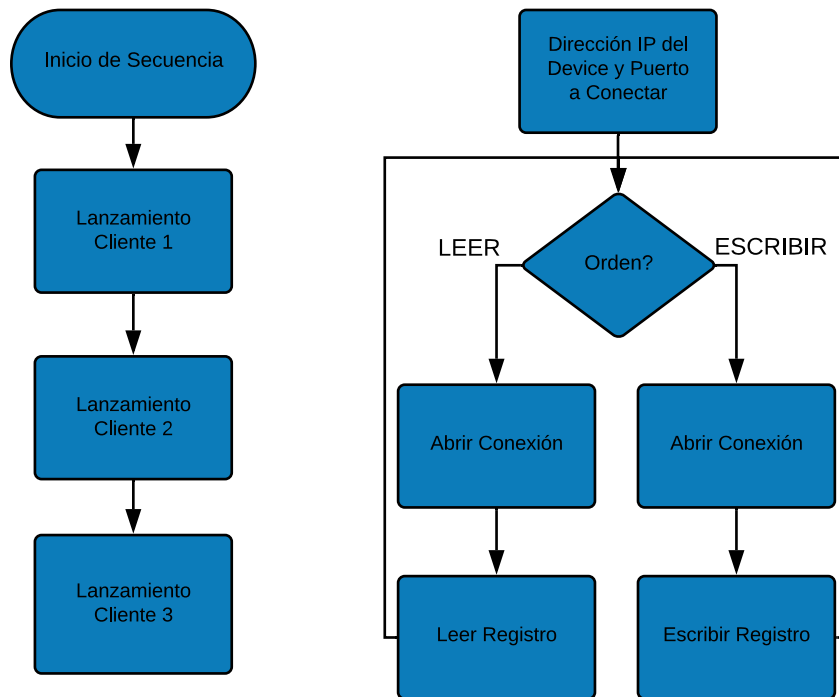 Inicio de Secuencia
Lanzamiento
Cliente 1
Lanzamiento
Cliente 2
Lanzamiento
Cliente 3
Dirección IP del
Device y Puerto
a Conectar
Orden?
LEER
ESCRIBIR
Abrir Conexión
Abrir Conexión
Leer Registro
Escribir Registro